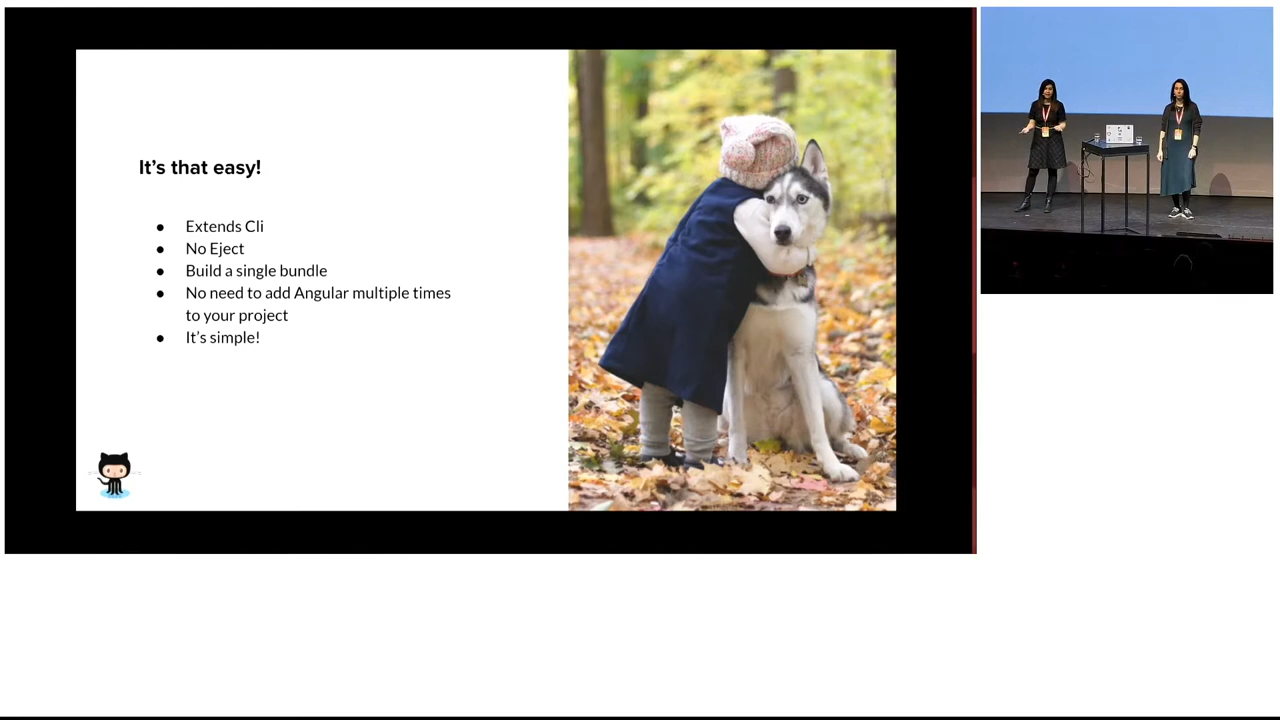 It's that easy!
● Extends Cli
● No Eject
● Build a single bundle
● No need to add Angular multiple times
to your project
● It's simple!